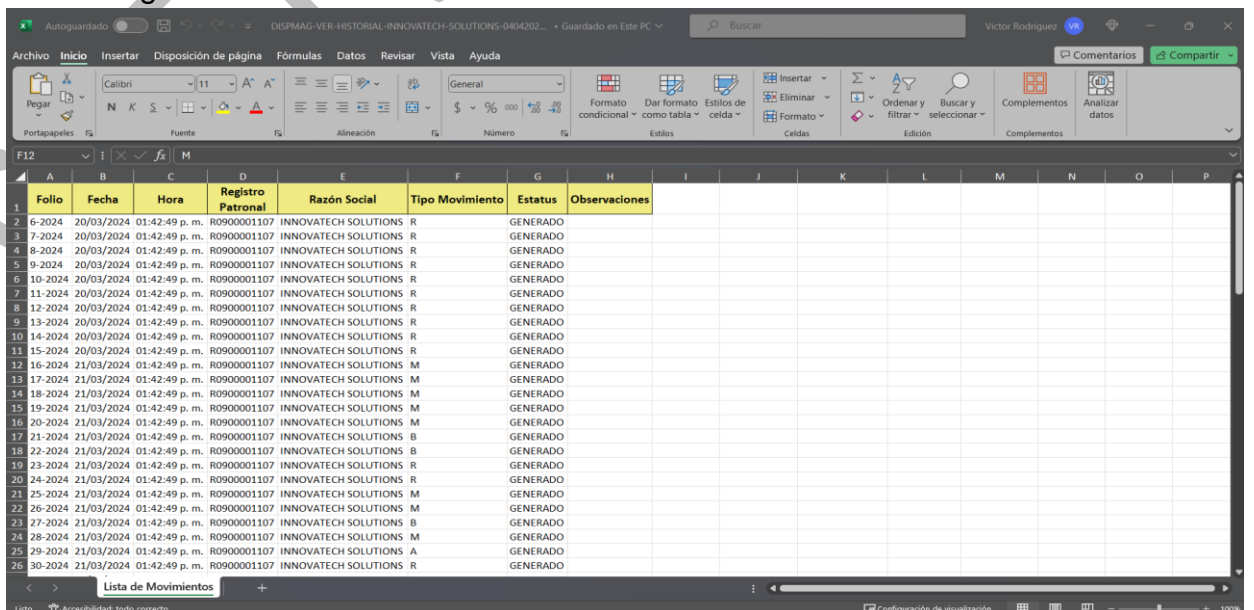 Autoguardado DISPMAG-VER-HISTORIAL-INNOVATECH-SOLUTIONS-0404202... • Guardado en Este PC Buscar Victor Rodriguez VR
Archivo Inicio Insertar Disposición de página Fórmulas Datos Revisar Vista Ayuda Comentarios Compartir
Pegar Calibri 11 A A General Formato condicional Dar formato como tabla Estilos de celda Insertar Eliminar Formato Ordenar y filtrar Buscar y seleccionar Complementos Analizar datos
N K S $ % 000
Portapapeles Fuente Alineación Número Estilos Celdas Edición Complementos
F12 fx M
A B C D E F G H I J K L M N O P
1 Folio Fecha Hora Registro Patronal Razón Social Tipo Movimiento Estatus Observaciones
2 6-2024 20/03/2024 01:42:49 p. m. R0900001107 INNOVATECH SOLUTIONS R GENERADO
3 7-2024 20/03/2024 01:42:49 p. m. R0900001107 INNOVATECH SOLUTIONS R GENERADO
4 8-2024 20/03/2024 01:42:49 p. m. R0900001107 INNOVATECH SOLUTIONS R GENERADO
5 9-2024 20/03/2024 01:42:49 p. m. R0900001107 INNOVATECH SOLUTIONS R GENERADO
6 10-2024 20/03/2024 01:42:49 p. m. R0900001107 INNOVATECH SOLUTIONS R GENERADO
7 11-2024 20/03/2024 01:42:49 p. m. R0900001107 INNOVATECH SOLUTIONS R GENERADO
8 12-2024 20/03/2024 01:42:49 p. m. R0900001107 INNOVATECH SOLUTIONS R GENERADO
9 13-2024 20/03/2024 01:42:49 p. m. R0900001107 INNOVATECH SOLUTIONS R GENERADO
10 14-2024 20/03/2024 01:42:49 p. m. R0900001107 INNOVATECH SOLUTIONS R GENERADO
11 15-2024 20/03/2024 01:42:49 p. m. R0900001107 INNOVATECH SOLUTIONS R GENERADO
12 16-2024 21/03/2024 01:42:49 p. m. R0900001107 INNOVATECH SOLUTIONS M GENERADO
13 17-2024 21/03/2024 01:42:49 p. m. R0900001107 INNOVATECH SOLUTIONS M GENERADO
14 18-2024 21/03/2024 01:42:49 p. m. R0900001107 INNOVATECH SOLUTIONS M GENERADO
15 19-2024 21/03/2024 01:42:49 p. m. R0900001107 INNOVATECH SOLUTIONS M GENERADO
16 20-2024 21/03/2024 01:42:49 p. m. R0900001107 INNOVATECH SOLUTIONS M GENERADO
17 21-2024 21/03/2024 01:42:49 p. m. R0900001107 INNOVATECH SOLUTIONS B GENERADO
18 22-2024 21/03/2024 01:42:49 p. m. R0900001107 INNOVATECH SOLUTIONS B GENERADO
19 23-2024 21/03/2024 01:42:49 p. m. R0900001107 INNOVATECH SOLUTIONS R GENERADO
20 24-2024 21/03/2024 01:42:49 p. m. R0900001107 INNOVATECH SOLUTIONS R GENERADO
21 25-2024 21/03/2024 01:42:49 p. m. R0900001107 INNOVATECH SOLUTIONS M GENERADO
22 26-2024 21/03/2024 01:42:49 p. m. R0900001107 INNOVATECH SOLUTIONS M GENERADO
23 27-2024 21/03/2024 01:42:49 p. m. R0900001107 INNOVATECH SOLUTIONS B GENERADO
24 28-2024 21/03/2024 01:42:49 p. m. R0900001107 INNOVATECH SOLUTIONS M GENERADO
25 29-2024 21/03/2024 01:42:49 p. m. R0900001107 INNOVATECH SOLUTIONS A GENERADO
26 30-2024 21/03/2024 01:42:49 p. m. R0900001107 INNOVATECH SOLUTIONS R GENERADO
Lista de Movimientos
Listo Accesibilidad: todo correcto Configuración de visualización 100%